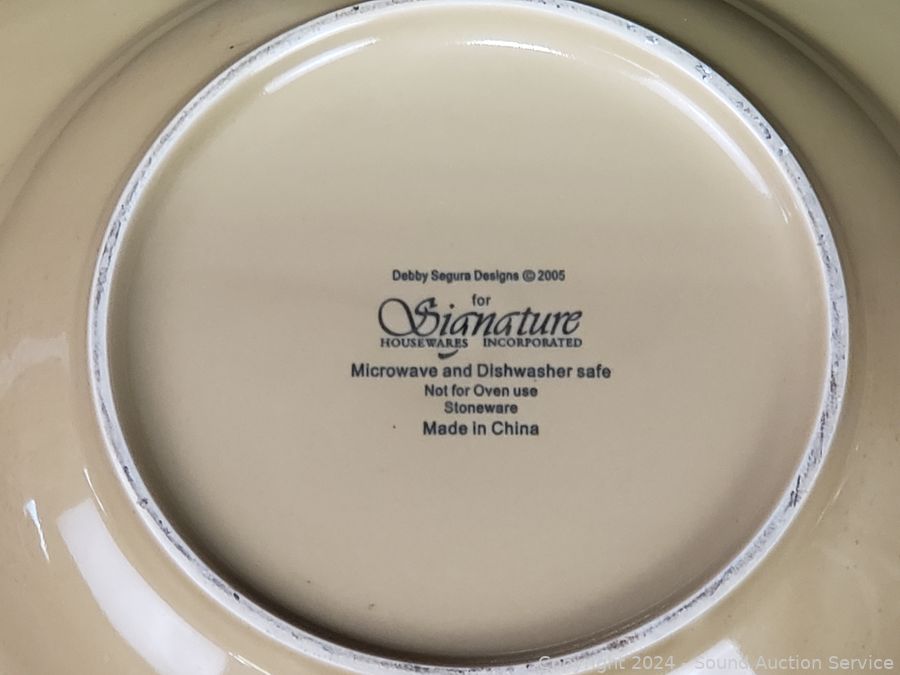 Debby Segura Designs © 2005
for
Signature
HOUSEWARES INCORPORATED
Microwave and Dishwasher safe
Not for Oven use
Stoneware
Made in China
Copyright 2024 - Sound Auction Service